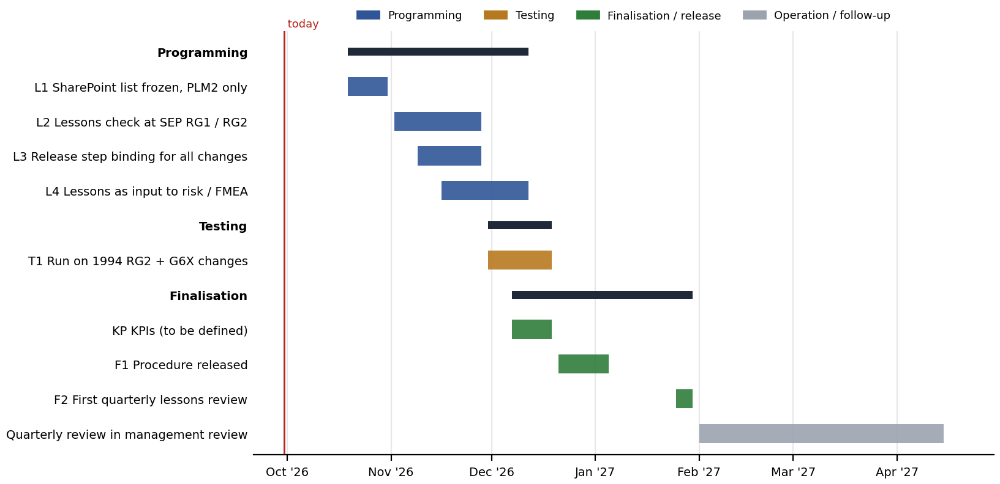 Programming
Testing
Finalisation / release
Operation / follow-up
today
Programming
L1 SharePoint list frozen, PLM2 only
L2 Lessons check at SEP RG1 / RG2
L3 Release step binding for all changes
L4 Lessons as input to risk / FMEA
Testing
T1 Run on 1994 RG2 + G6X changes
Finalisation
KP KPIs (to be defined)
F1 Procedure released
F2 First quarterly lessons review
Quarterly review in management review
Oct '26
Nov '26
Dec '26
Jan '27
Feb '27
Mar '27
Apr '27